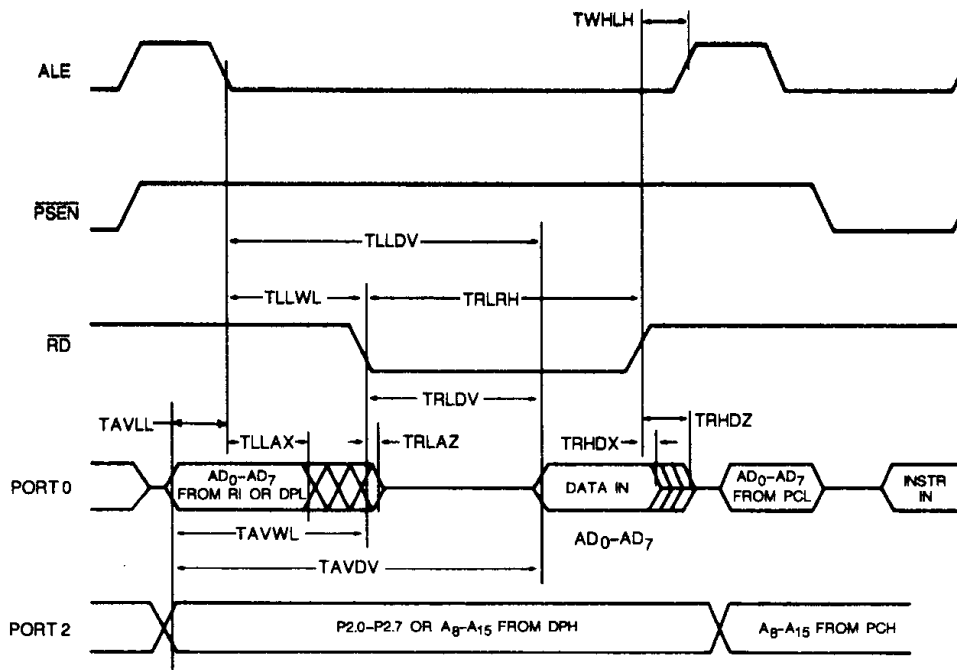 TWHLH
ALE
PSEN
TLLDV
TLLWL
TRLRH
RD
TRLDV
TAVLL
TLLAX
TRLAZ
TRHDX
TRHDZ
PORT 0
AD0–AD7
FROM RI OR DPL
DATA IN
AD0–AD7
FROM PCL
INSTR
IN
TAVWL
AD0–AD7
TAVDV
PORT 2
P2.0–P2.7 OR A8–A15 FROM DPH
A8–A15 FROM PCH